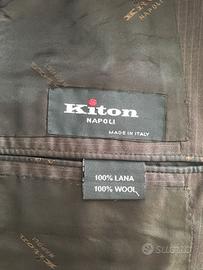 Kiton
NAPOLI
MADE IN ITALY
100% LANA
100% WOOL
subito